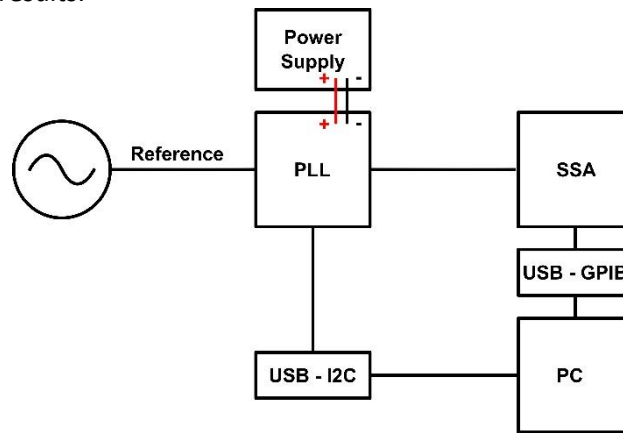 Power
Supply
+ -
+ -
Reference
PLL
SSA
USB - GPIB
USB - I2C
PC